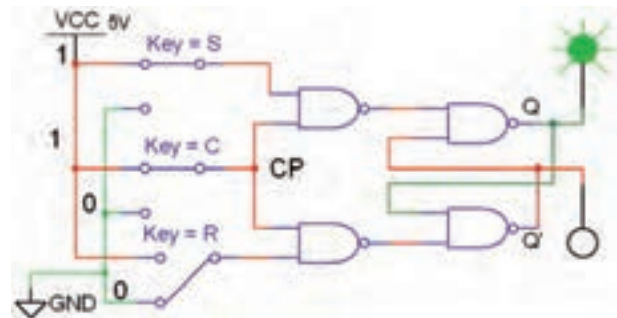 VCC 5V
1
Key = S
Q
1
Key = C
CP
0
Key = R
Q'
0
GND